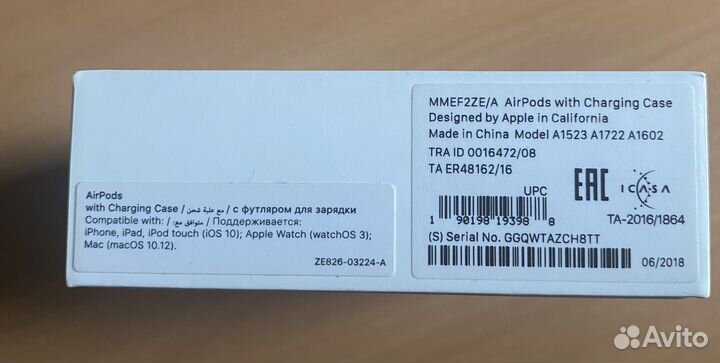 AirPods
with Charging Case / مع علبة شحن / с футляром для зарядки
Compatible with: / متوافق مع: / Поддерживается:
iPhone, iPad, iPod touch (iOS 10); Apple Watch (watchOS 3);
Mac (macOS 10.12).
ZE826-03224-A
MMEF2ZE/A AirPods with Charging Case
Designed by Apple in California
Made in China Model A1523 A1722 A1602
TRA ID 0016472/08
TA ER48162/16
UPC
EAC
ICASA
1 90198 19398 8
TA-2016/1864
(S) Serial No. GGQWTAZCH8TT
06/2018
Avito